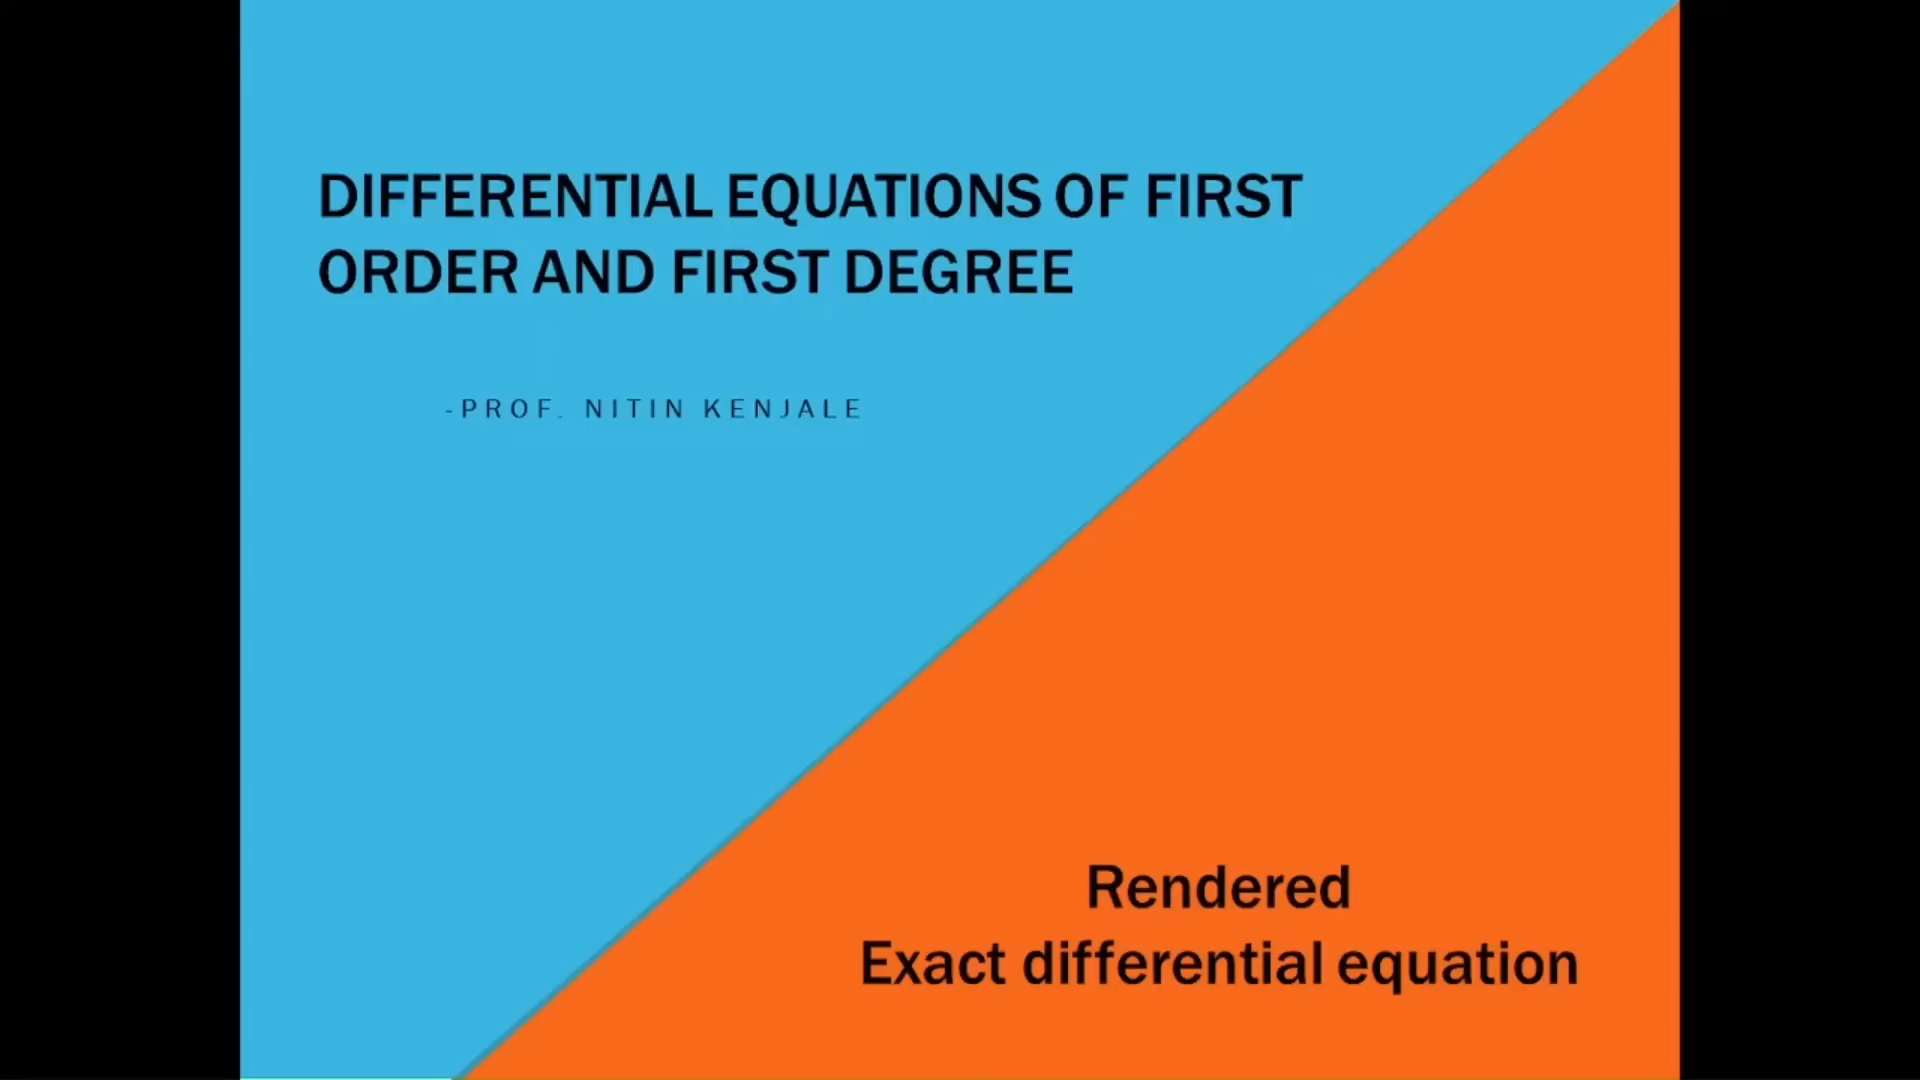 DIFFERENTIAL EQUATIONS OF FIRST
ORDER AND FIRST DEGREE
-PROF. NITIN KENJALE
Rendered
Exact differential equation